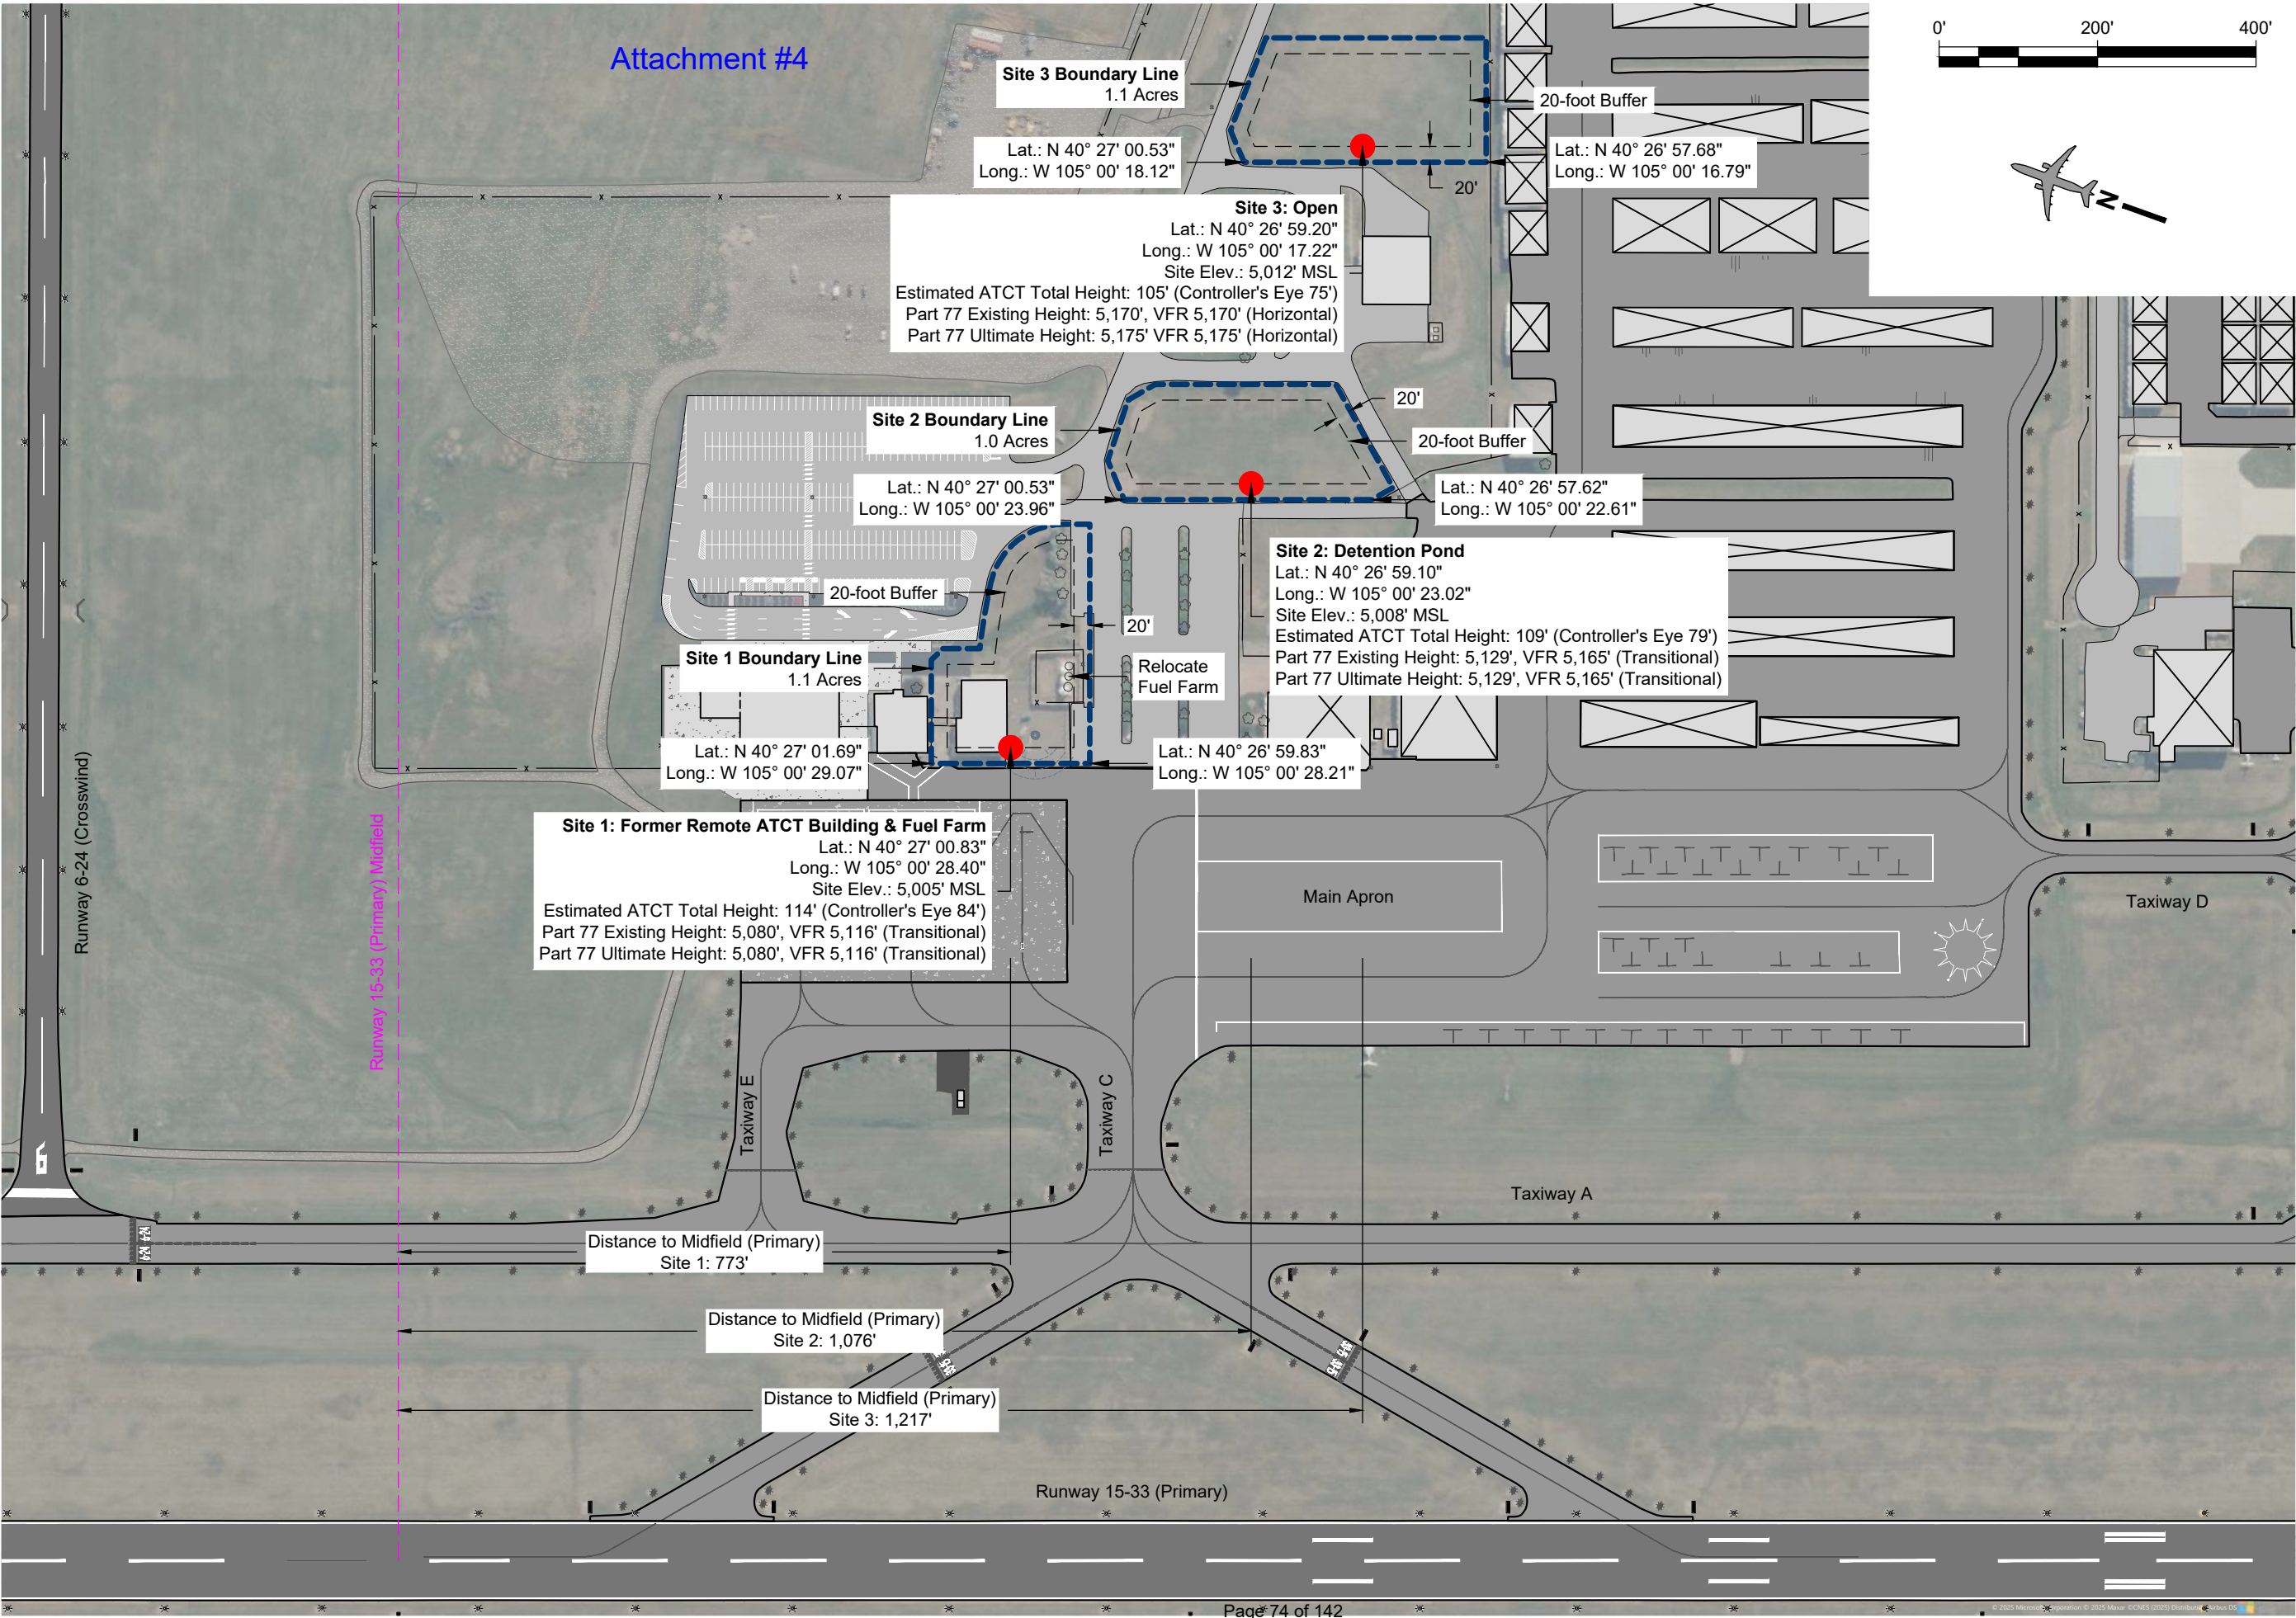 Attachment #4
0' 200' 400'
N
Site 3 Boundary Line
1.1 Acres
20-foot Buffer
Lat.: N 40° 27' 00.53"
Long.: W 105° 00' 18.12"
Lat.: N 40° 26' 57.68"
Long.: W 105° 00' 16.79"
20'
Site 3: Open
Lat.: N 40° 26' 59.20"
Long.: W 105° 00' 17.22"
Site Elev.: 5,012' MSL
Estimated ATCT Total Height: 105' (Controller's Eye 75')
Part 77 Existing Height: 5,170', VFR 5,170' (Horizontal)
Part 77 Ultimate Height: 5,175' VFR 5,175' (Horizontal)
20'
Site 2 Boundary Line
1.0 Acres
20-foot Buffer
Lat.: N 40° 27' 00.53"
Long.: W 105° 00' 23.96"
Lat.: N 40° 26' 57.62"
Long.: W 105° 00' 22.61"
Site 2: Detention Pond
Lat.: N 40° 26' 59.10"
Long.: W 105° 00' 23.02"
Site Elev.: 5,008' MSL
Estimated ATCT Total Height: 109' (Controller's Eye 79')
Part 77 Existing Height: 5,129', VFR 5,165' (Transitional)
Part 77 Ultimate Height: 5,129', VFR 5,165' (Transitional)
20-foot Buffer
20'
Site 1 Boundary Line
1.1 Acres
Relocate
Fuel Farm
Lat.: N 40° 27' 01.69"
Long.: W 105° 00' 29.07"
Lat.: N 40° 26' 59.83"
Long.: W 105° 00' 28.21"
Site 1: Former Remote ATCT Building & Fuel Farm
Lat.: N 40° 27' 00.83"
Long.: W 105° 00' 28.40"
Site Elev.: 5,005' MSL
Estimated ATCT Total Height: 114' (Controller's Eye 84')
Part 77 Existing Height: 5,080', VFR 5,116' (Transitional)
Part 77 Ultimate Height: 5,080', VFR 5,116' (Transitional)
Runway 6-24 (Crosswind)
Runway 15-33 (Primary) Midfield
Main Apron
Taxiway D
Taxiway E
Taxiway C
Taxiway A
Distance to Midfield (Primary)
Site 1: 773'
Distance to Midfield (Primary)
Site 2: 1,076'
Distance to Midfield (Primary)
Site 3: 1,217'
Runway 15-33 (Primary)
Page 74 of 142